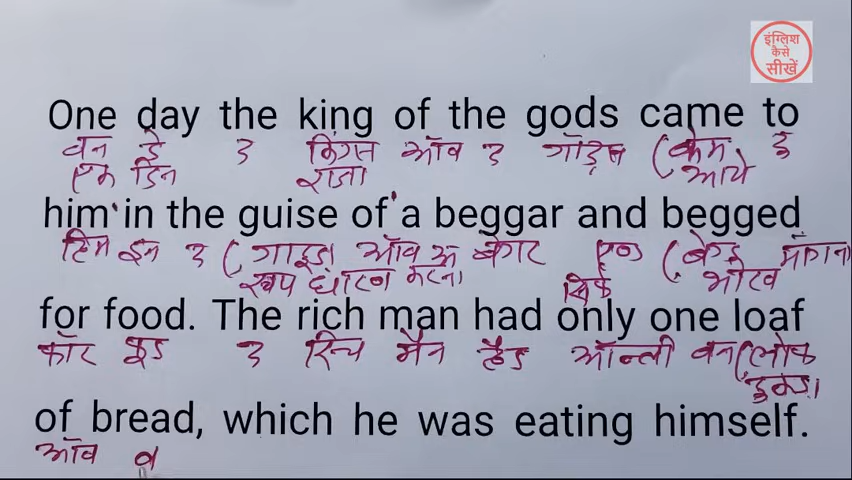 इंग्लिश
कैसे
सीखें
One day the king of the gods came to
वन डे द किंग्स ऑव द गॉड्स (केम टु
एक दिन राजा आये
him in the guise of a beggar and begged
हिम इन द (गाइज ऑव अ बेगर एण्ड (बेग्ड मांगना
रूप धारण करना सिर्फ भीख
for food. The rich man had only one loaf
फॉर फूड द रिच मैन हैड ऑन्ली वन (लोफ
टुकड़ा
of bread, which he was eating himself.
ऑव